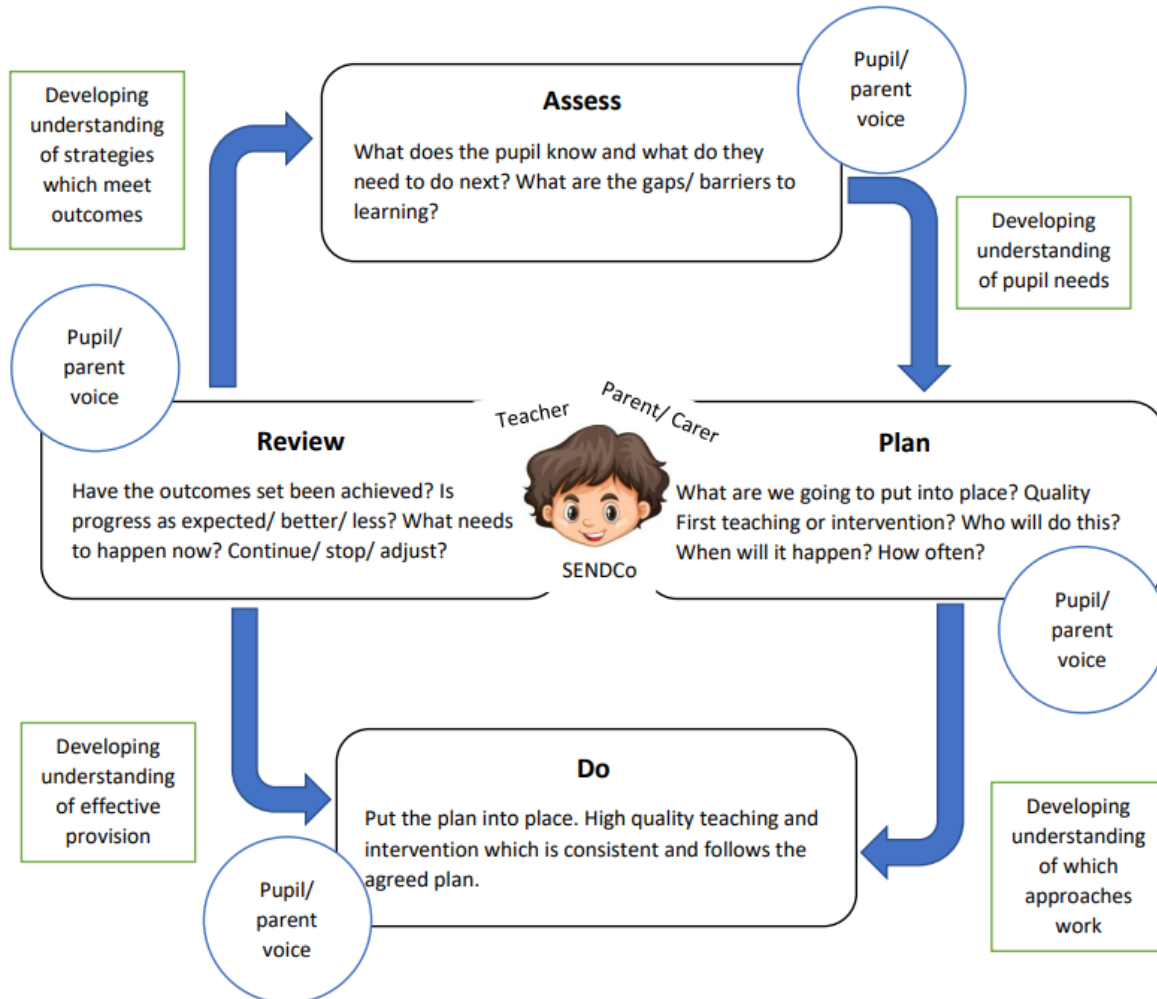 Developing
understanding
of strategies
which meet
outcomes
Assess
What does the pupil know and what do they
need to do next? What are the gaps/ barriers to
learning?
Pupil/
parent
voice
Developing
understanding
of pupil needs
Pupil/
parent
voice
Review
Have the outcomes set been achieved? Is
progress as expected/ better/ less? What needs
to happen now? Continue/ stop/ adjust?
Teacher
Parent/ Carer
SENDCo
Plan
What are we going to put into place? Quality
First teaching or intervention? Who will do this?
When will it happen? How often?
Pupil/
parent
voice
Developing
understanding
of effective
provision
Do
Put the plan into place. High quality teaching and
intervention which is consistent and follows the
agreed plan.
Pupil/
parent
voice
Developing
understanding
of which
approaches
work